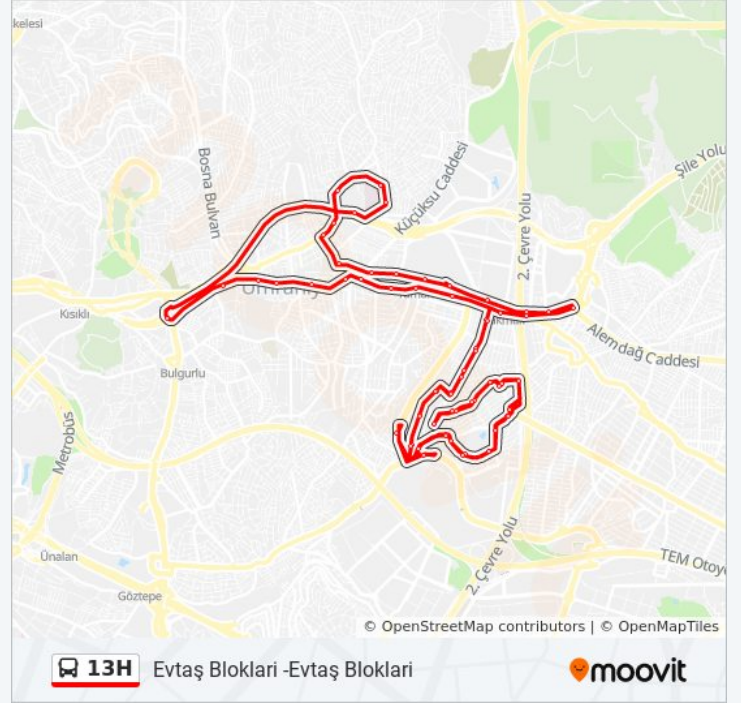 kelesi
Bosna Bulvarı
Küçüksu Caddesi
Şile Yolu
2. Çevre Yolu
Kısıklı
Alemdağ Caddesi
Bulgurlu
Metrobüs
2. Çevre Yolu
Ünalan
TEM Otoyo
Göztepe
© OpenStreetMap contributors | © OpenMapTiles
13H Evtaş Bloklari -Evtaş Bloklari moovit